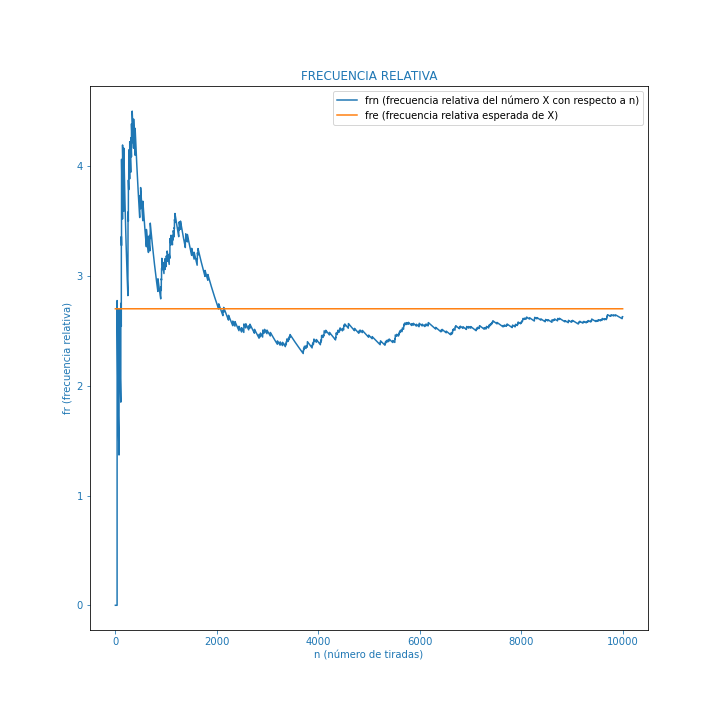 FRECUENCIA RELATIVA
frn (frecuencia relativa del número X con respecto a n)
fre (frecuencia relativa esperada de X)
4
3
2
1
0
fr (frecuencia relativa)
0 2000 4000 6000 8000 10000
n (número de tiradas)